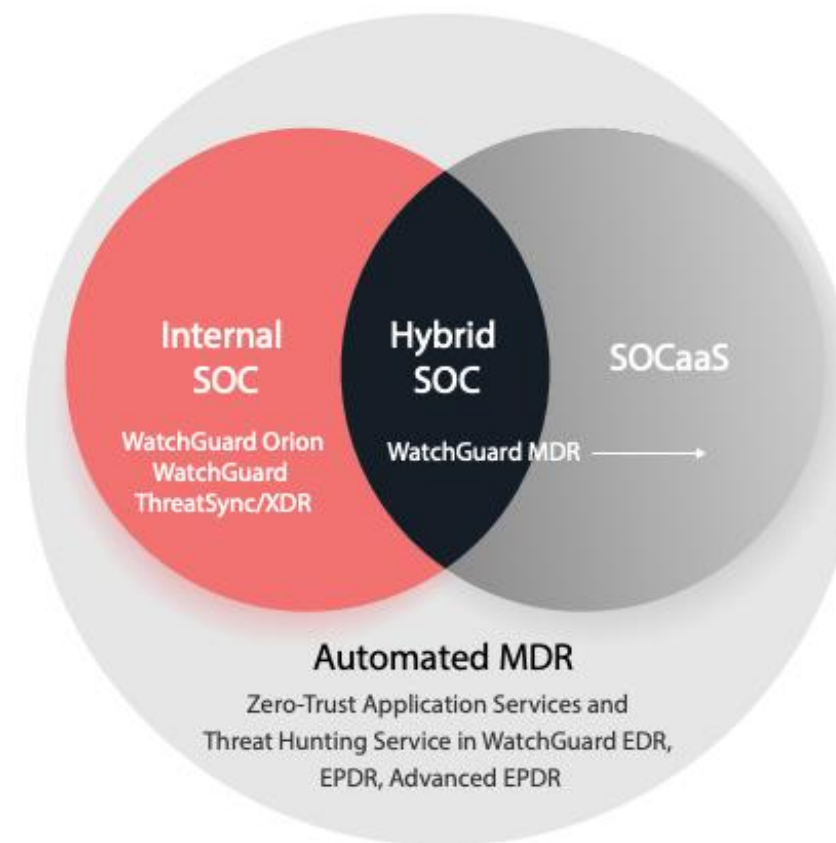 Internal
SOC
WatchGuard Orion
WatchGuard
ThreatSync/XDR
Hybrid
SOC
WatchGuard MDR
SOCaaS
Automated MDR
Zero-Trust Application Services and
Threat Hunting Service in WatchGuard EDR,
EPDR, Advanced EPDR